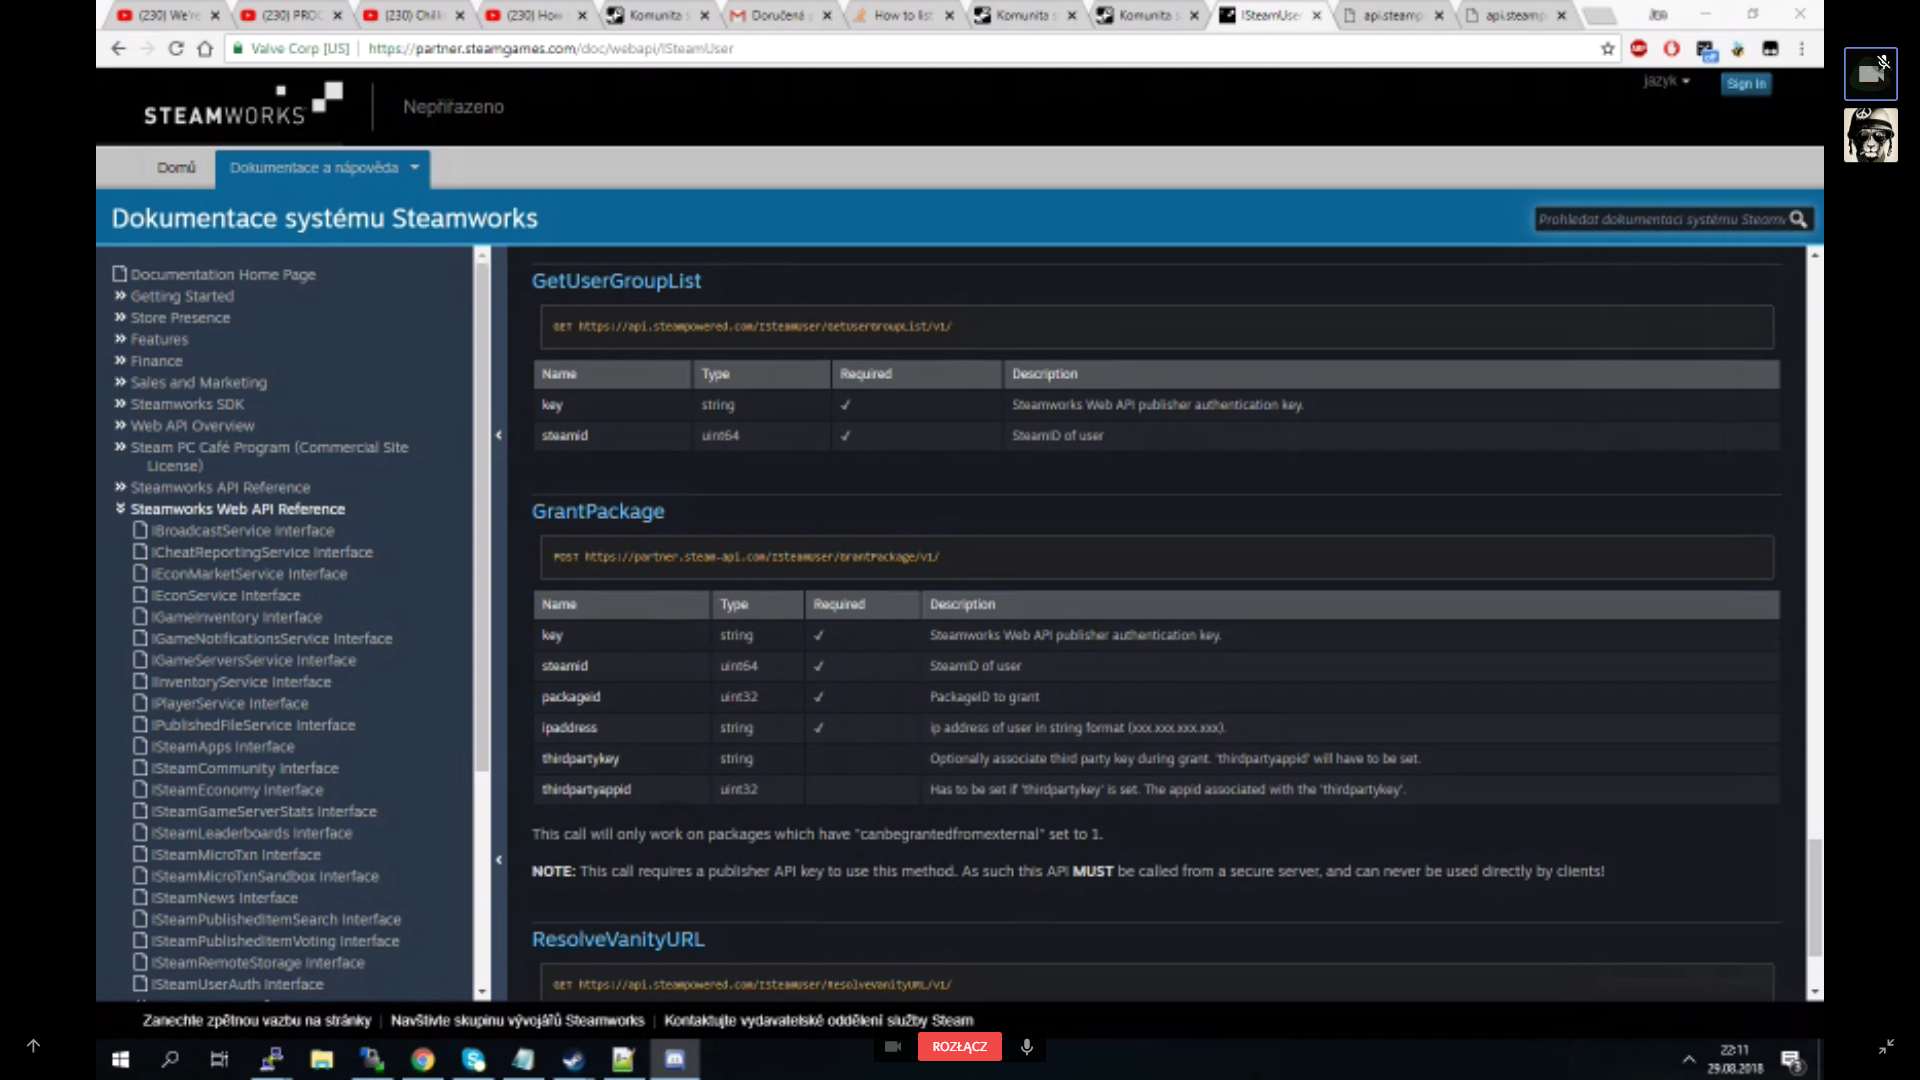 (230) We're
(230) PROC
(230) Chilli
(230) How
Komunita s
Doručená
How to list
Komunita s
Komunita s
ISteamUse
api.steamp
api.steamp
Valve Corp [US] | https://partner.steamgames.com/doc/webapi/ISteamUser
STEAMWORKS
Nepřiřazeno
jazyk
Sign In
Domů
Dokumentace a nápověda
Dokumentace systému Steamworks
Prohledat dokumentaci systému Steamw
Documentation Home Page
Getting Started
Store Presence
Features
Finance
Sales and Marketing
Steamworks SDK
Web API Overview
Steam PC Café Program (Commercial Site
License)
Steamworks API Reference
Steamworks Web API Reference
IBroadcastService Interface
ICheatReportingService Interface
IEconMarketService Interface
IEconService Interface
IGameInventory Interface
IGameNotificationsService Interface
IGameServersService Interface
IInventoryService Interface
IPlayerService Interface
IPublishedFileService Interface
ISteamApps Interface
ISteamCommunity Interface
ISteamEconomy Interface
ISteamGameServerStats Interface
ISteamLeaderboards Interface
ISteamMicroTxn Interface
ISteamMicroTxnSandbox Interface
ISteamNews Interface
ISteamPublishedItemSearch Interface
ISteamPublishedItemVoting Interface
ISteamRemoteStorage Interface
ISteamUserAuth Interface
GetUserGroupList
GET https://api.steampowered.com/ISteamUser/GetUserGroupList/v1/
Name Type Required Description
key string ✓ Steamworks Web API publisher authentication key.
steamid uint64 ✓ SteamID of user
GrantPackage
POST https://partner.steam-api.com/ISteamUser/GrantPackage/v1/
Name Type Required Description
key string ✓ Steamworks Web API publisher authentication key.
steamid uint64 ✓ SteamID of user
packageid uint32 ✓ PackageID to grant
ipaddress string ✓ ip address of user in string format (xxx.xxx.xxx.xxx).
thirdpartykey string Optionally associate third party key during grant. 'thirdpartyappid' will have to be set.
thirdpartyappid uint32 Has to be set if 'thirdpartykey' is set. The appid associated with the 'thirdpartykey'.
This call will only work on packages which have "canbegrantedfromexternal" set to 1.
NOTE: This call requires a publisher API key to use this method. As such this API MUST be called from a secure server, and can never be used directly by clients!
ResolveVanityURL
GET https://api.steampowered.com/ISteamUser/ResolveVanityURL/v1/
Zanechte zpětnou vazbu na stránky | Navštivte skupinu vývojářů Steamworks | Kontaktujte vydavatelské oddělení služby Steam
ROZŁĄCZ
22:11
29.08.2018
3